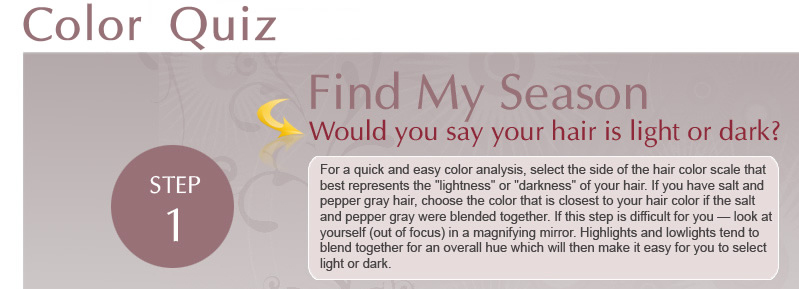 Color Quiz
Find My Season
Would you say your hair is light or dark?
STEP
1
For a quick and easy color analysis, select the side of the hair color scale that
best represents the "lightness" or "darkness" of your hair. If you have salt and
pepper gray hair, choose the color that is closest to your hair color if the salt
and pepper gray were blended together. If this step is difficult for you — look at
yourself (out of focus) in a magnifying mirror. Highlights and lowlights tend to
blend together for an overall hue which will then make it easy for you to select
light or dark.